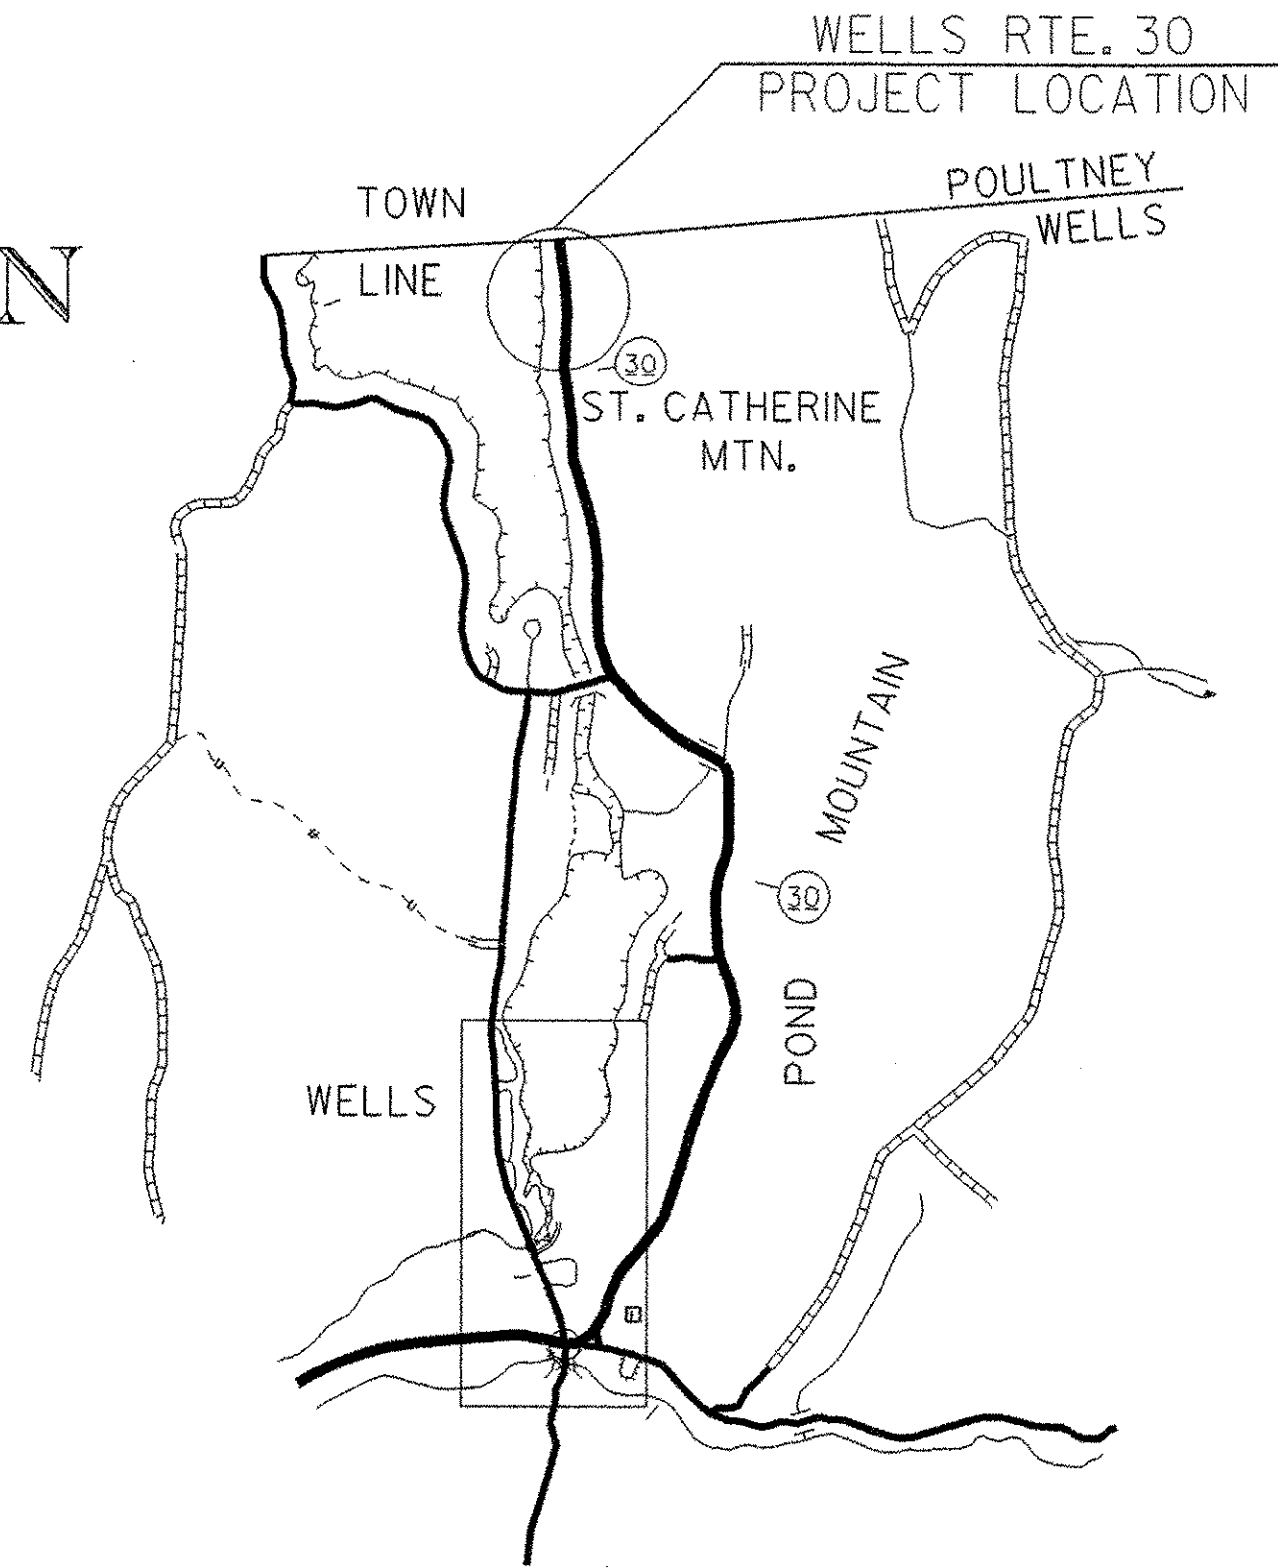 WELLS RTE. 30
PROJECT LOCATION
POULTNEY
WELLS
TOWN
LINE
N
30
ST. CATHERINE
MTN.
MOUNTAIN
30
POND
WELLS